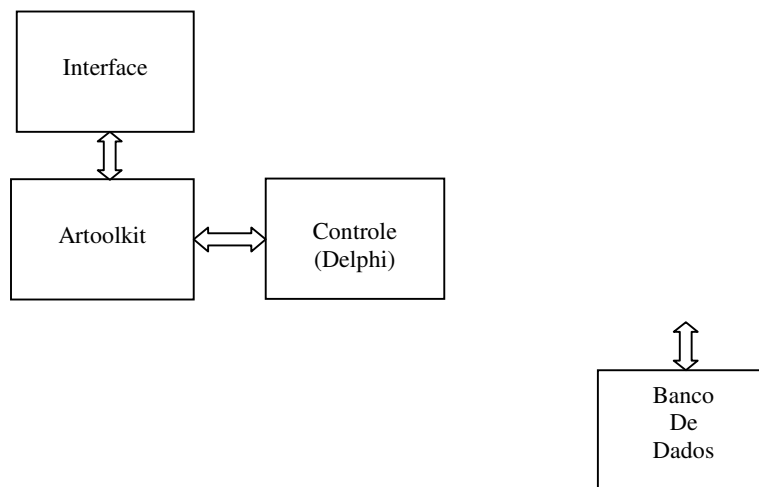 Interface
Artoolkit
Controle
(Delphi)
Banco
De
Dados